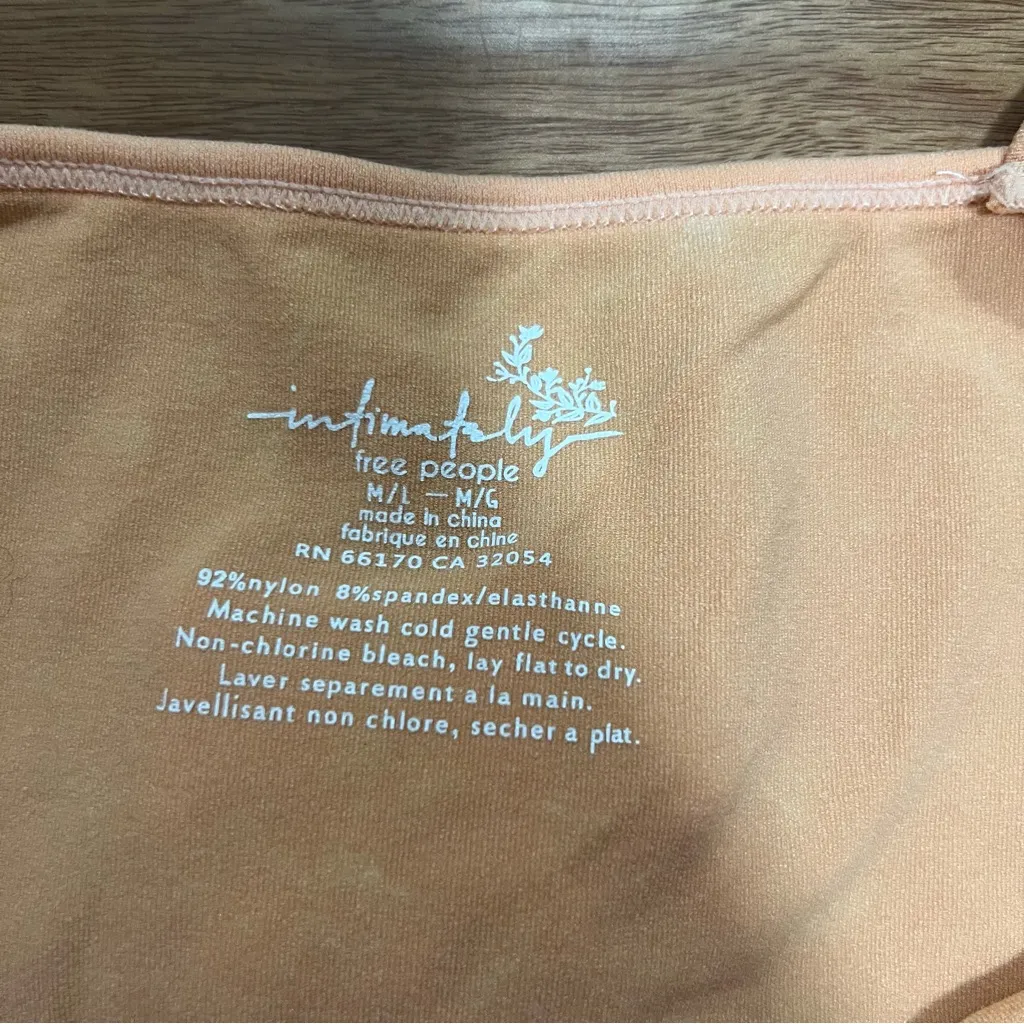 intimately
free people
M/L — M/G
made in china
fabrique en chine
RN 66170 CA 32054
92%nylon 8%spandex/elasthanne
Machine wash cold gentle cycle.
Non-chlorine bleach, lay flat to dry.
Laver separement a la main.
Javellisant non chlore, secher a plat.